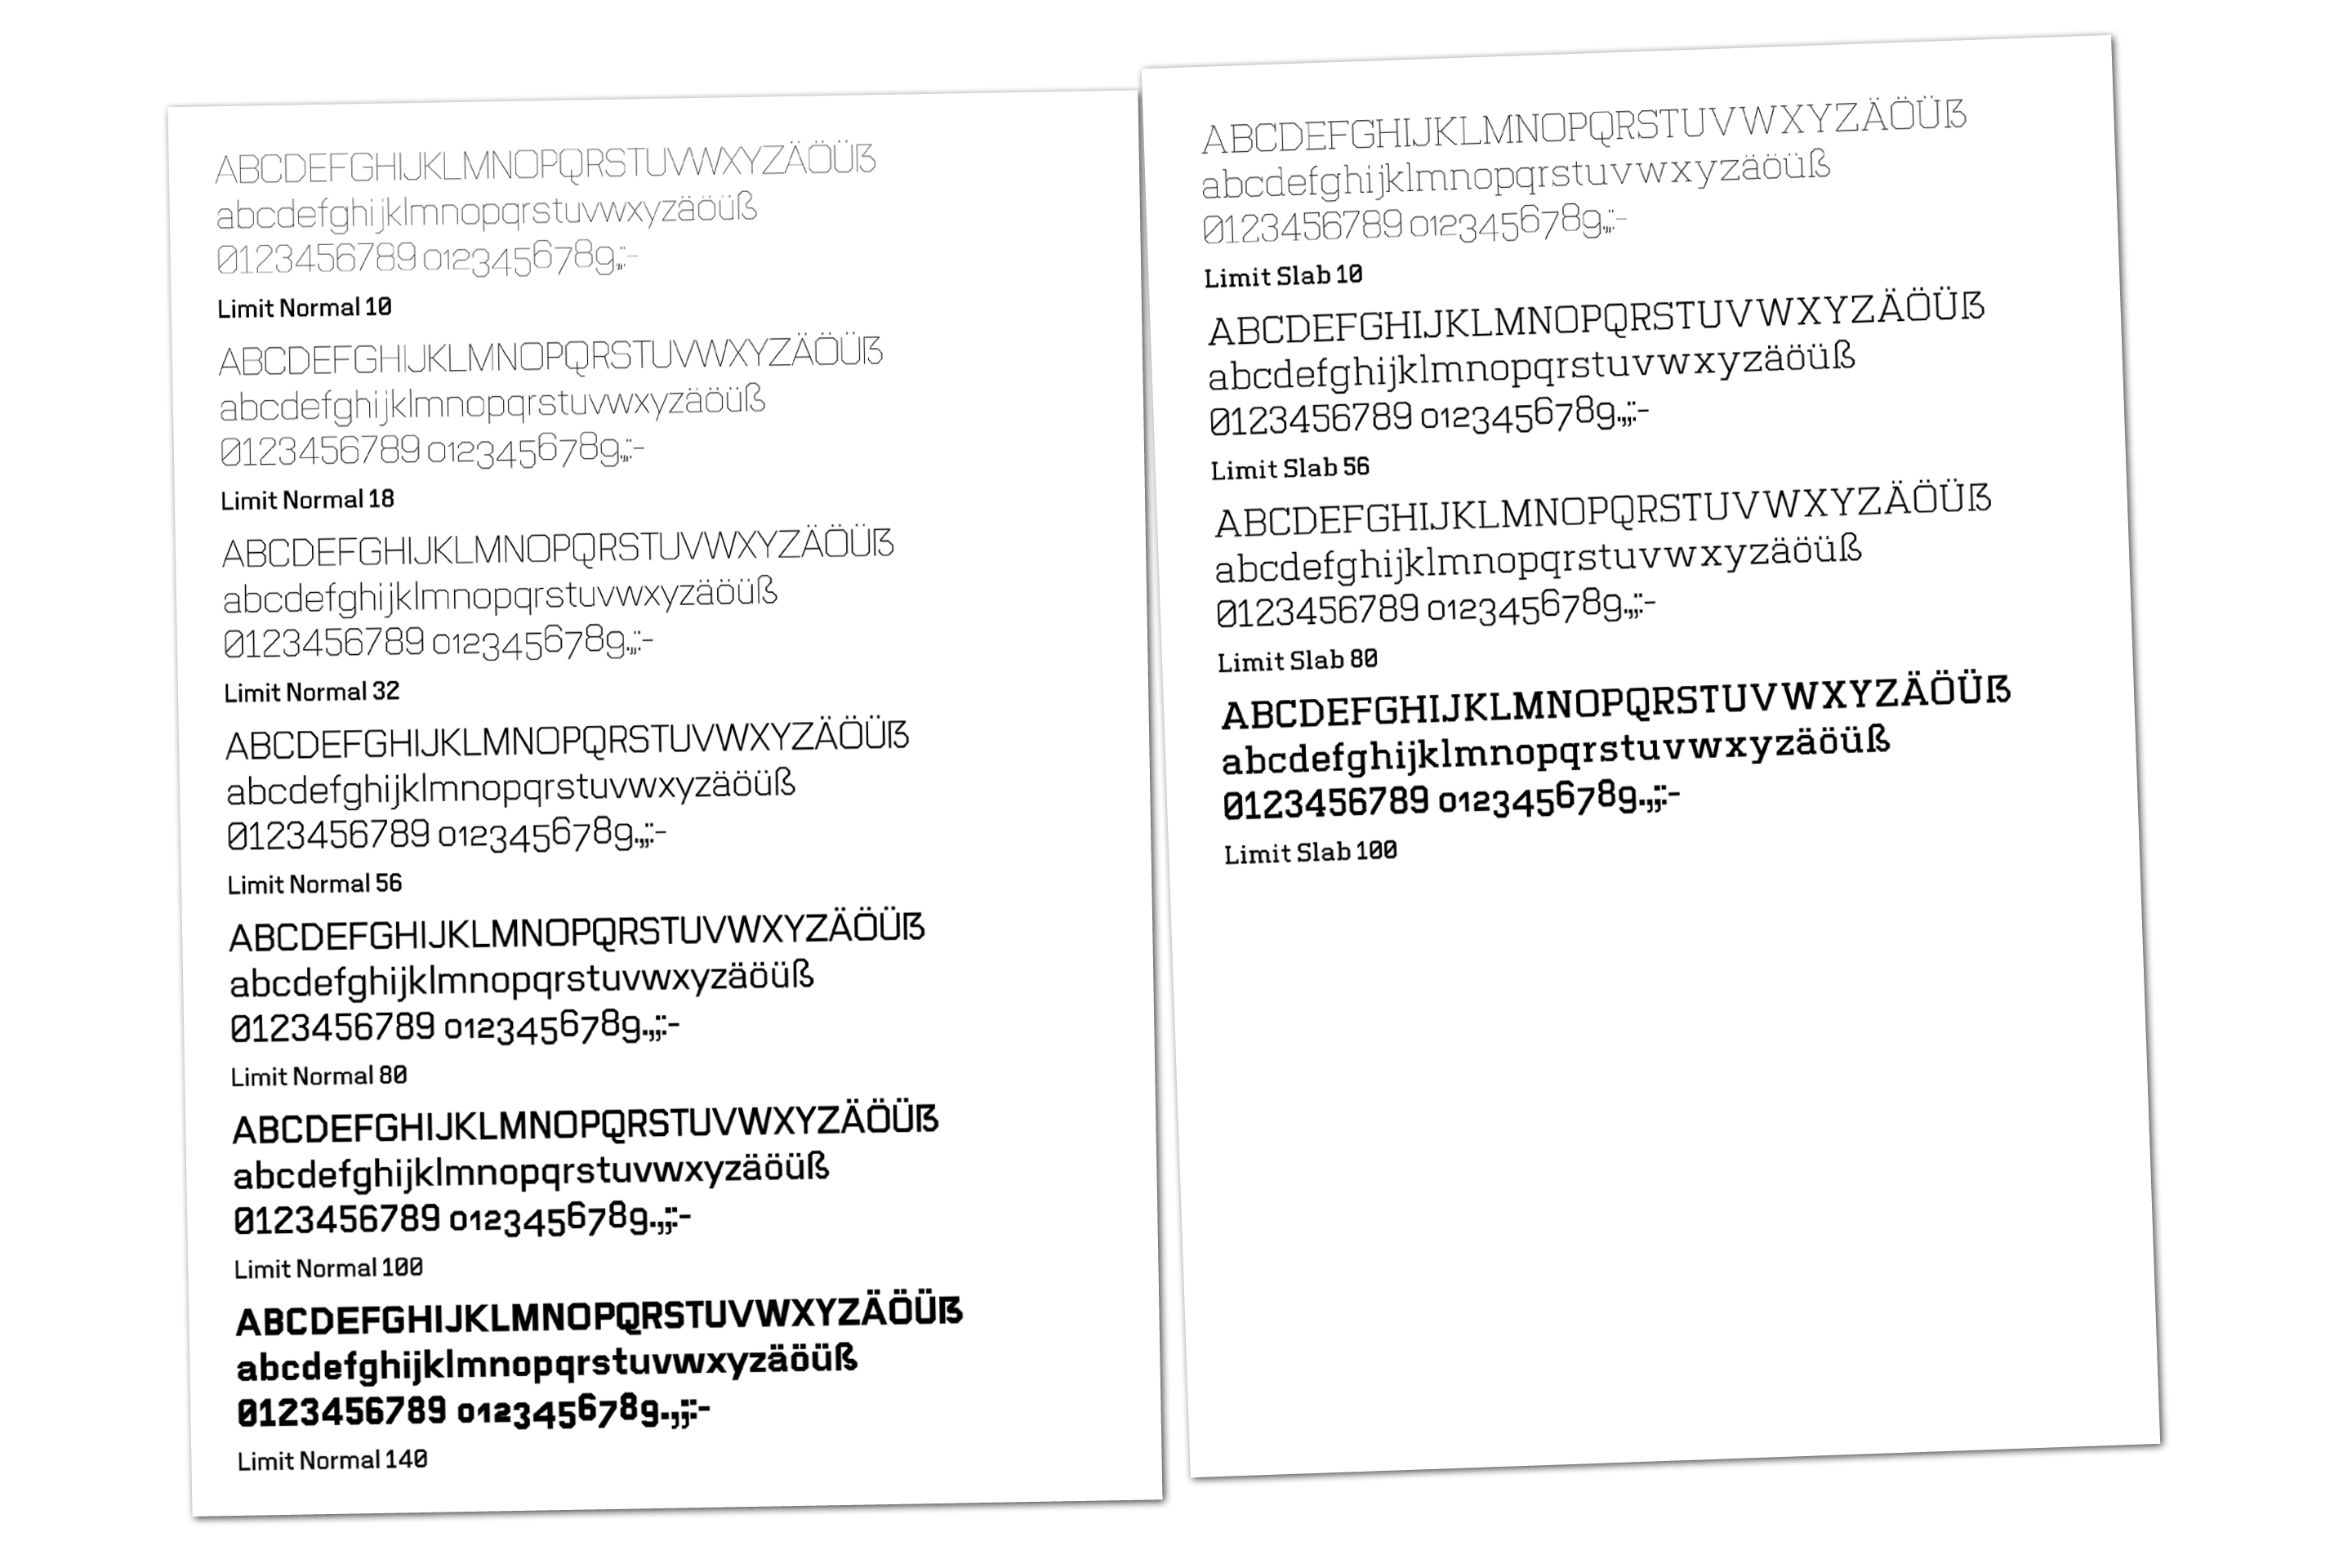 ABCDEFGHIJKLMNOPQRSTUVWXYZÄÖÜẞ
abcdefghijklmnopqrstuvwxyzäöüß
0123456789 0123456789.,;:-
Limit Normal 10
ABCDEFGHIJKLMNOPQRSTUVWXYZÄÖÜẞ
abcdefghijklmnopqrstuvwxyzäöüß
0123456789 0123456789.,;:-
Limit Normal 18
ABCDEFGHIJKLMNOPQRSTUVWXYZÄÖÜẞ
abcdefghijklmnopqrstuvwxyzäöüß
0123456789 0123456789.,;:-
Limit Normal 32
ABCDEFGHIJKLMNOPQRSTUVWXYZÄÖÜẞ
abcdefghijklmnopqrstuvwxyzäöüß
0123456789 0123456789.,;:-
Limit Normal 56
ABCDEFGHIJKLMNOPQRSTUVWXYZÄÖÜẞ
abcdefghijklmnopqrstuvwxyzäöüß
0123456789 0123456789.,;:-
Limit Normal 80
ABCDEFGHIJKLMNOPQRSTUVWXYZÄÖÜẞ
abcdefghijklmnopqrstuvwxyzäöüß
0123456789 0123456789.,;:-
Limit Normal 100
ABCDEFGHIJKLMNOPQRSTUVWXYZÄÖÜẞ
abcdefghijklmnopqrstuvwxyzäöüß
0123456789 0123456789.,;:-
Limit Normal 140
ABCDEFGHIJKLMNOPQRSTUVWXYZÄÖÜẞ
abcdefghijklmnopqrstuvwxyzäöüß
0123456789 0123456789.,;:-
Limit Slab 10
ABCDEFGHIJKLMNOPQRSTUVWXYZÄÖÜẞ
abcdefghijklmnopqrstuvwxyzäöüß
0123456789 0123456789.,;:-
Limit Slab 56
ABCDEFGHIJKLMNOPQRSTUVWXYZÄÖÜẞ
abcdefghijklmnopqrstuvwxyzäöüß
0123456789 0123456789.,;:-
Limit Slab 80
ABCDEFGHIJKLMNOPQRSTUVWXYZÄÖÜẞ
abcdefghijklmnopqrstuvwxyzäöüß
0123456789 0123456789.,;:-
Limit Slab 100